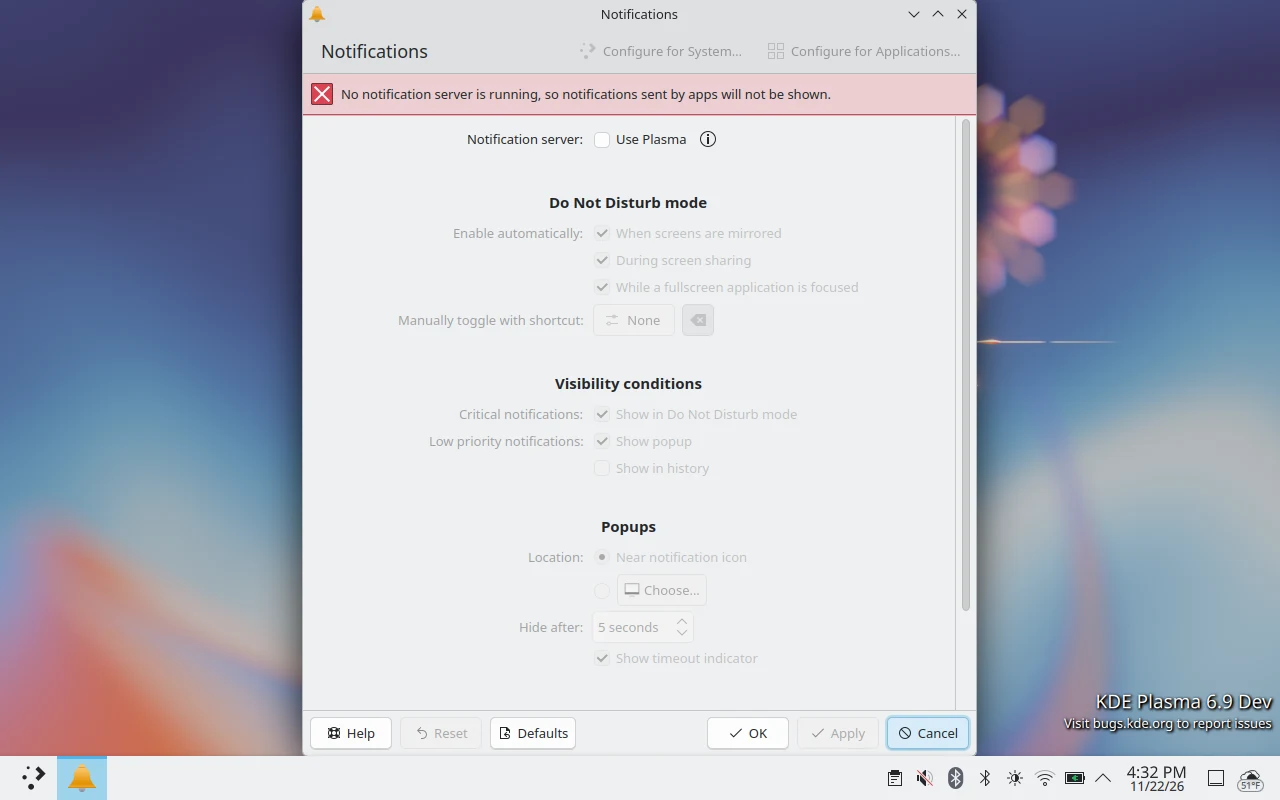 Notifications
Notifications
Configure for System...
Configure for Applications...
No notification server is running, so notifications sent by apps will not be shown.
Notification server: Use Plasma
Do Not Disturb mode
Enable automatically: When screens are mirrored
During screen sharing
While a fullscreen application is focused
Manually toggle with shortcut: None
Visibility conditions
Critical notifications: Show in Do Not Disturb mode
Low priority notifications: Show popup
Show in history
Popups
Location: Near notification icon
Choose...
Hide after: 5 seconds
Show timeout indicator
KDE Plasma 6.9 Dev
Visit bugs.kde.org to report issues
Help Reset Defaults OK Apply Cancel
4:32 PM
11/22/26
51°F